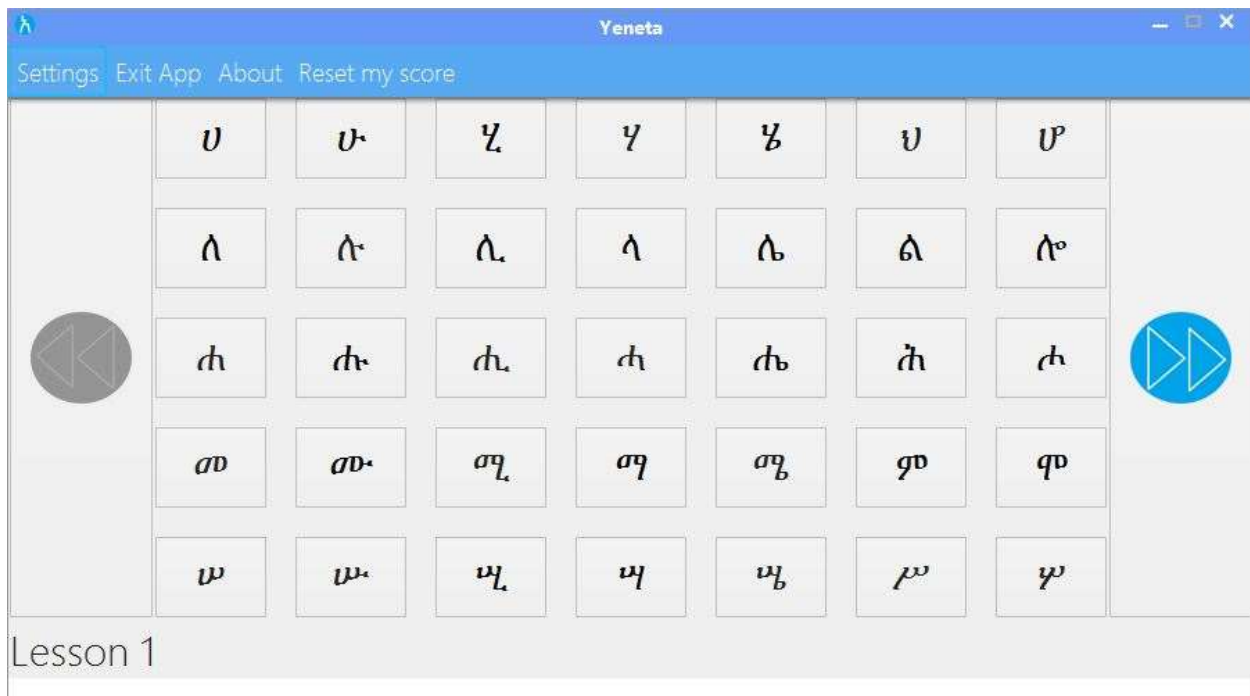 አ
Yeneta
Settings Exit App About Reset my score
ሀ ሁ ሂ ሃ ሄ ህ ሆ
ለ ሉ ሊ ላ ሌ ል ሎ
ሐ ሑ ሒ ሓ ሔ ሕ ሖ
መ ሙ ሚ ማ ሜ ም ሞ
ሠ ሡ ሢ ሣ ሤ ሥ ሦ
Lesson 1